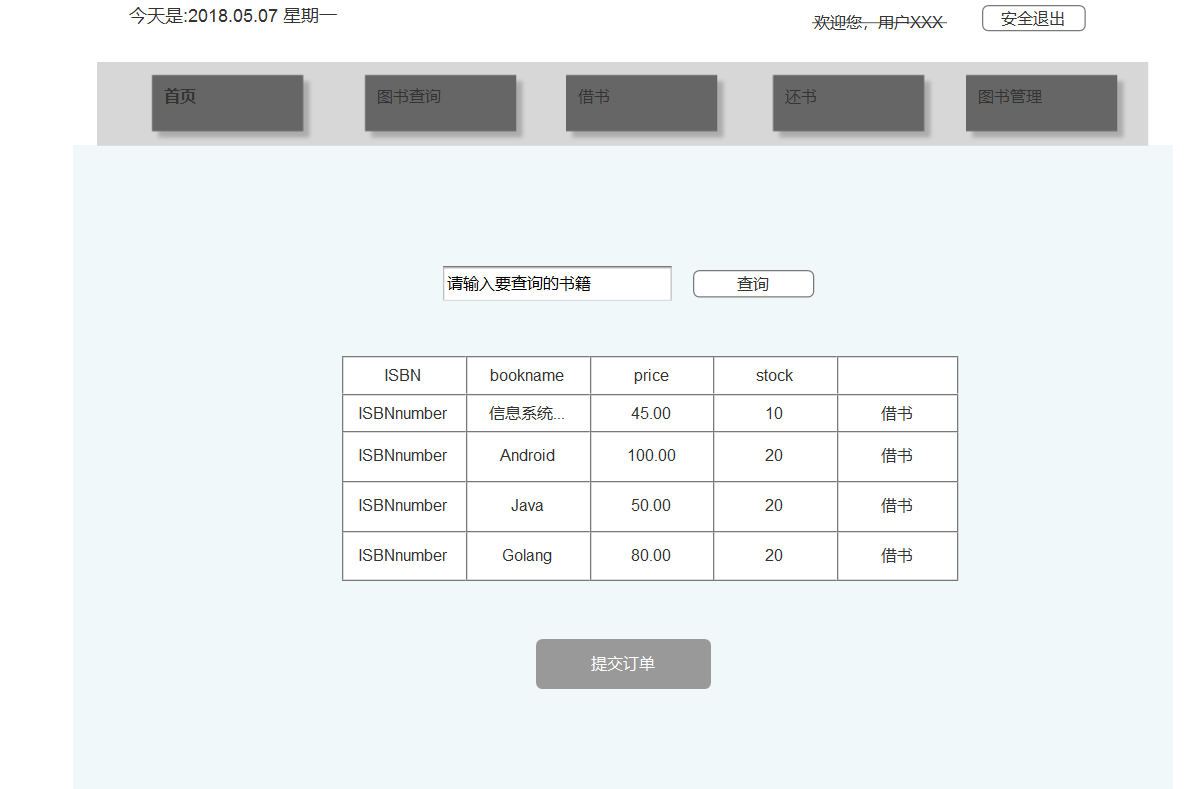 今天是:2018.05.07 星期一
欢迎您，用户XXX
安全退出
首页 图书查询 借书 还书 图书管理
请输入要查询的书籍 查询
ISBN bookname price stock
ISBNnumber 信息系统... 45.00 10 借书
ISBNnumber Android 100.00 20 借书
ISBNnumber Java 50.00 20 借书
ISBNnumber Golang 80.00 20 借书
提交订单